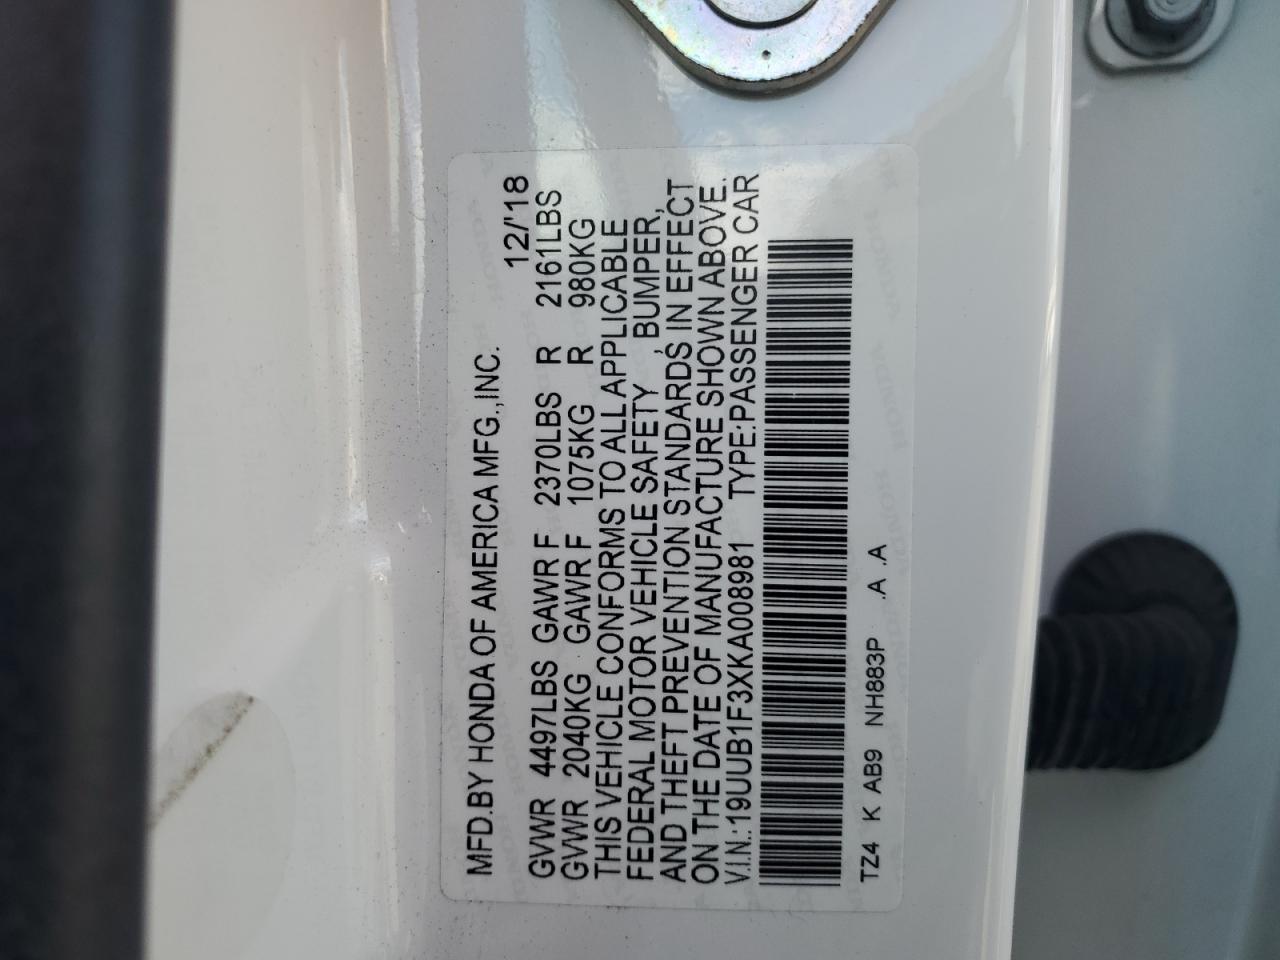 MFD.BY HONDA OF AMERICA MFG.,INC.
12/'18
GVWR 4497LBS GAWR F 2370LBS R 2161LBS
GVWR 2040KG GAWR F 1075KG R 980KG
THIS VEHICLE CONFORMS TO ALL APPLICABLE
FEDERAL MOTOR VEHICLE SAFETY, BUMPER,
AND THEFT PREVENTION STANDARDS IN EFFECT
ON THE DATE OF MANUFACTURE SHOWN ABOVE.
V.I.N.:19UUB1F3XKA008981 TYPE:PASSENGER CAR
TZ4 K AB9 NH883P .A .A